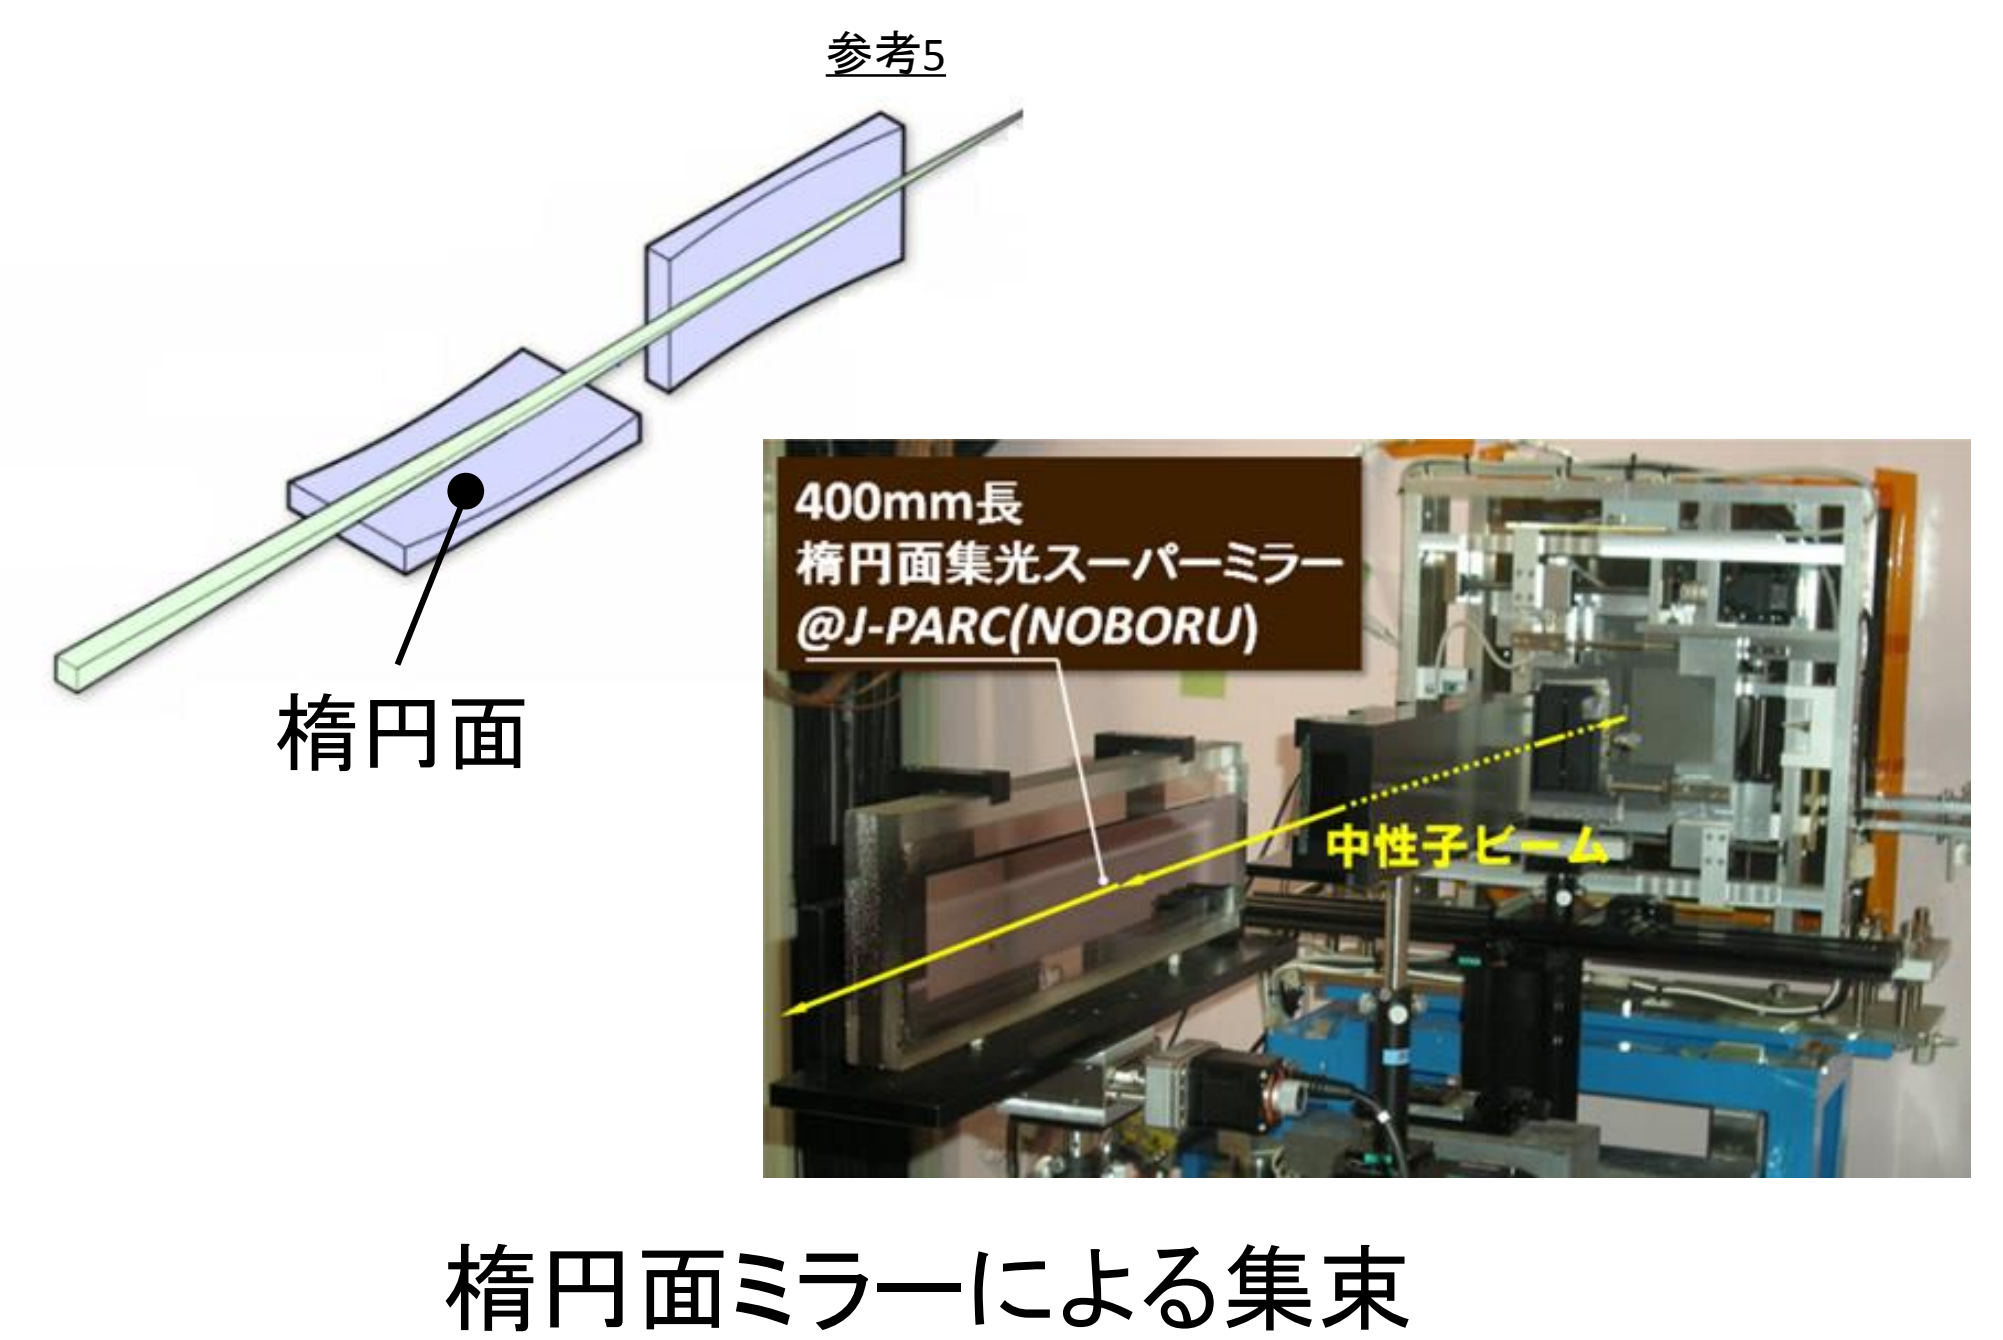 参考5
楕円面
400mm長
楕円面集光スーパーミラー
@J-PARC(NOBORU)
中性子ビーム
楕円面ミラーによる集束